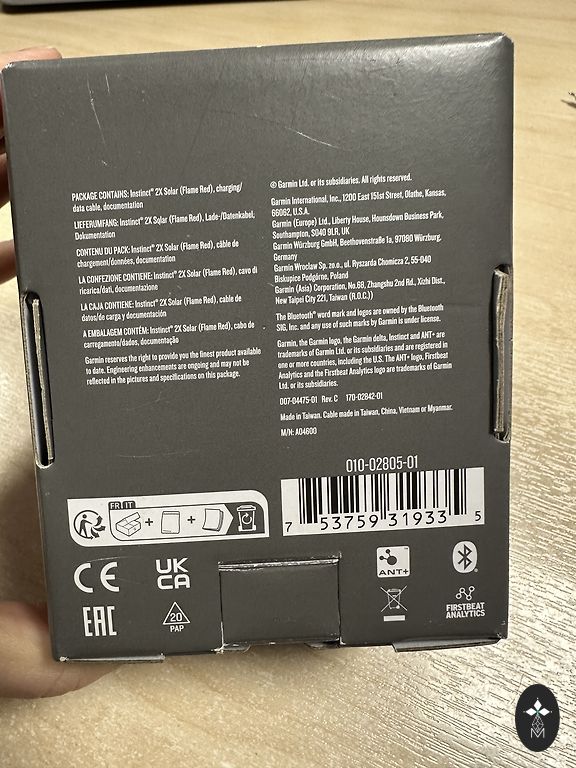 PACKAGE CONTAINS: Instinct® 2X Solar (Flame Red), charging/
data cable, documentation
LIEFERUMFANG: Instinct® 2X Solar (Flame Red), Lade-/Datenkabel,
Dokumentation
CONTENU DU PACK: Instinct® 2X Solar (Flame Red), câble de
chargement/données, documentation
LA CONFEZIONE CONTIENE: Instinct® 2X Solar (Flame Red), cavo di
ricarica/dati, documentazione
LA CAJA CONTIENE: Instinct® 2X Solar (Flame Red), cable de
datos/de carga y documentación
A EMBALAGEM CONTÉM: Instinct® 2X Solar (Flame Red), cabo de
carregamento/dados, documentação
Garmin reserves the right to provide you the finest product available
to date. Engineering enhancements are ongoing and may not be
reflected in the pictures and specifications on this package.
© Garmin Ltd. or its subsidiaries. All rights reserved.
Garmin International, Inc., 1200 East 151st Street, Olathe, Kansas,
66062, U.S.A.
Garmin (Europe) Ltd., Liberty House, Hounsdown Business Park,
Southampton, SO40 9LR, UK
Garmin Würzburg GmbH, Beethovenstraße 1a, 97080 Würzburg,
Germany
Garmin Wrocław Sp. zo.o., ul. Ryszarda Chomicza 2, 55-040
Biskupice Podgórne, Poland
Garmin (Asia) Corporation, No.68, Zhangshu 2nd Rd., Xizhi Dist.,
New Taipei City 221, Taiwan (R.O.C.))
The Bluetooth® word mark and logos are owned by the Bluetooth
SIG, Inc. and any use of such marks by Garmin is under license.
Garmin, the Garmin logo, the Garmin delta, Instinct and ANT+ are
trademarks of Garmin Ltd. or its subsidiaries and are registered in
one or more countries, including the U.S. The ANT+ logo, Firstbeat
Analytics and the Firstbeat Analytics logo are trademarks of Garmin
Ltd. or its subsidiaries.
007-04475-01 Rev. C 170-02842-01
Made in Taiwan. Cable made in Taiwan, China, Vietnam or Myanmar.
M/N: A04600
010-02805-01
7 53759 31933 5
FR IT
+ +
CE
UK
CA
EAC
20
PAP
ANT+
FIRSTBEAT
ANALYTICS
M